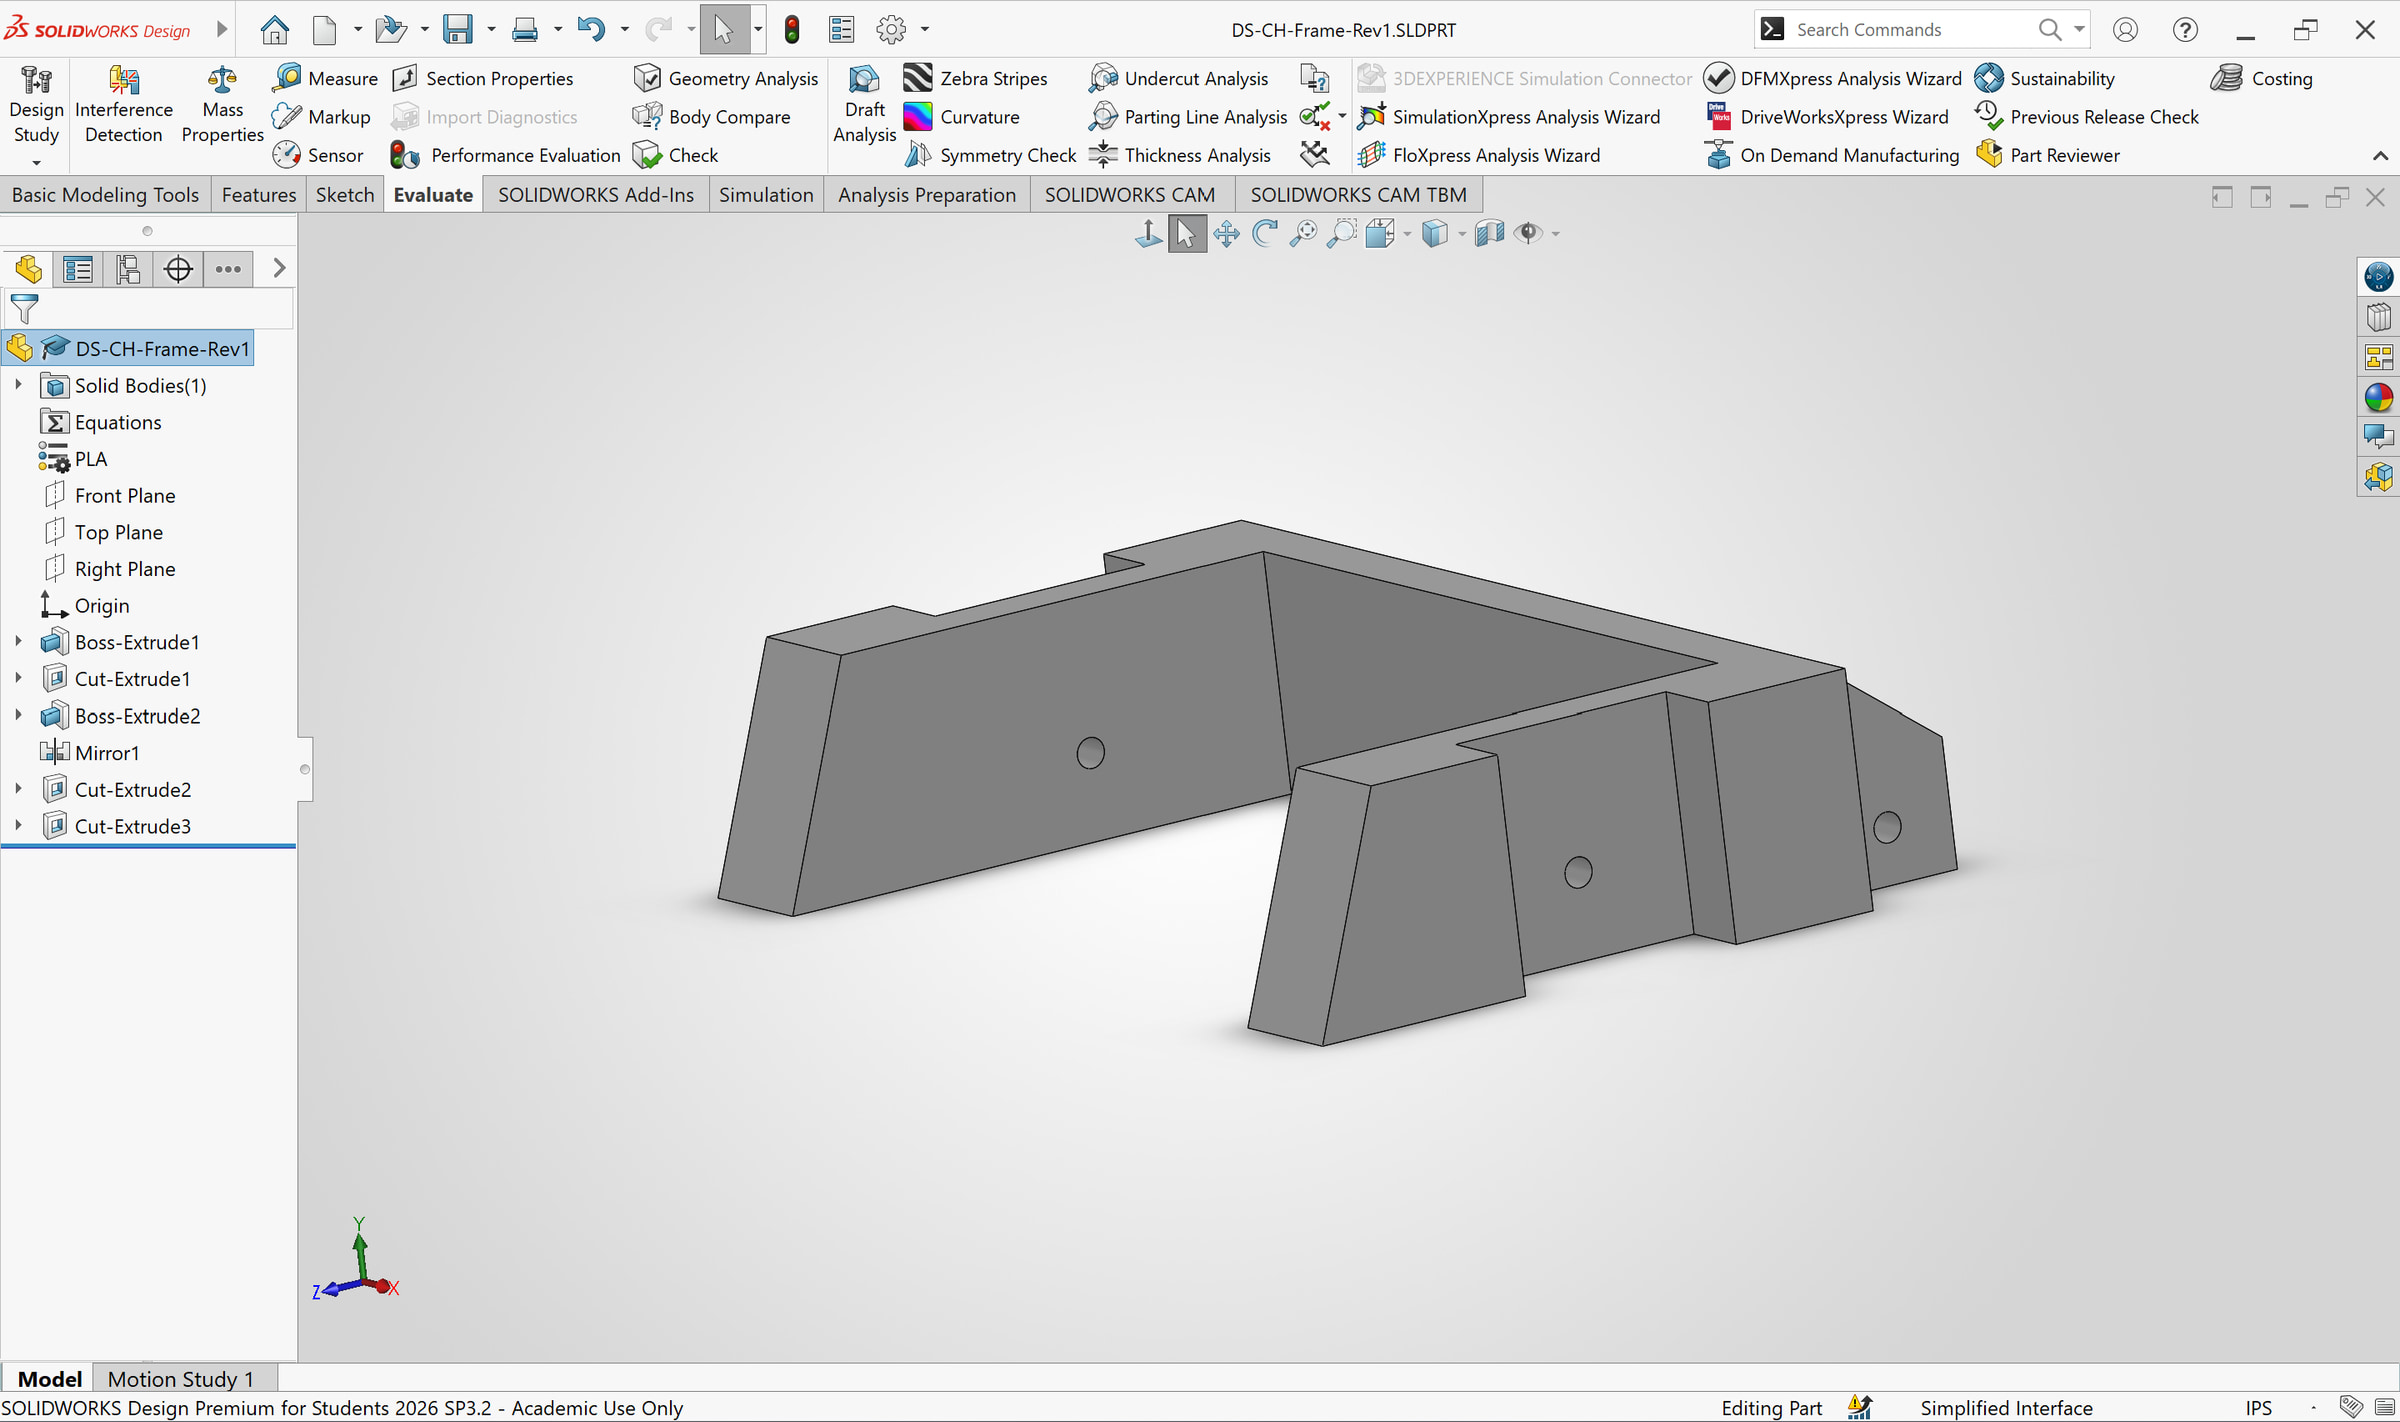 SOLIDWORKS Design
DS-CH-Frame-Rev1.SLDPRT
Search Commands
Design Study
Interference Detection
Mass Properties
Measure
Markup
Sensor
Section Properties
Import Diagnostics
Performance Evaluation
Geometry Analysis
Body Compare
Check
Draft Analysis
Zebra Stripes
Curvature
Symmetry Check
Undercut Analysis
Parting Line Analysis
Thickness Analysis
3DEXPERIENCE Simulation Connector
SimulationXpress Analysis Wizard
FloXpress Analysis Wizard
DFMXpress Analysis Wizard
DriveWorksXpress Wizard
On Demand Manufacturing
Sustainability
Previous Release Check
Part Reviewer
Costing
Basic Modeling Tools
Features
Sketch
Evaluate
SOLIDWORKS Add-Ins
Simulation
Analysis Preparation
SOLIDWORKS CAM
SOLIDWORKS CAM TBM
DS-CH-Frame-Rev1
Solid Bodies(1)
Equations
PLA
Front Plane
Top Plane
Right Plane
Origin
Boss-Extrude1
Cut-Extrude1
Boss-Extrude2
Mirror1
Cut-Extrude2
Cut-Extrude3
Y
Z
X
Model
Motion Study 1
SOLIDWORKS Design Premium for Students 2026 SP3.2 - Academic Use Only
Editing Part
Simplified Interface
IPS